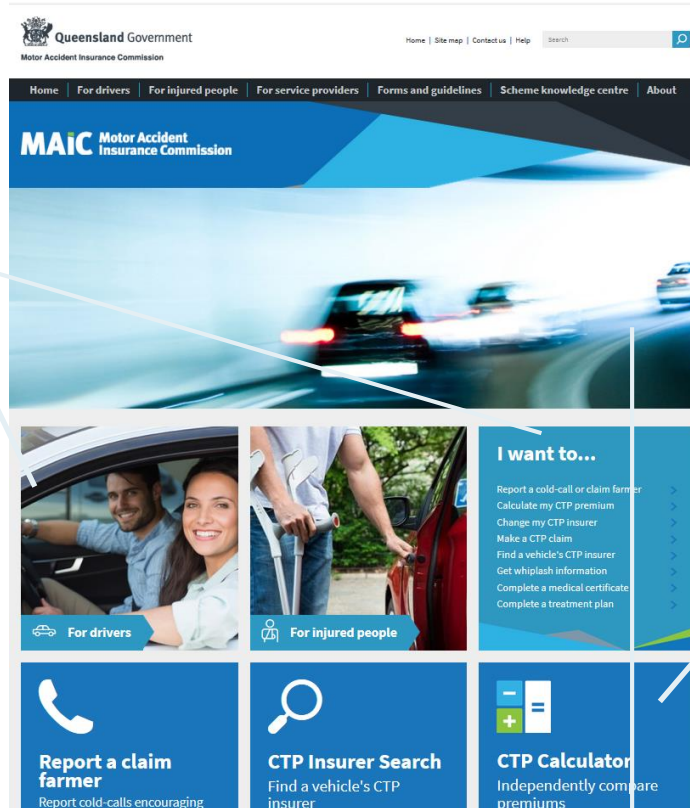 Queensland Government
Motor Accident Insurance Commission
Home | Site map | Contact us | Help
Search
Home | For drivers | For injured people | For service providers | Forms and guidelines | Scheme knowledge centre | About
MAIC Motor Accident
Insurance Commission
I want to...
Report a cold-call or claim farmer
Calculate my CTP premium
Change my CTP insurer
Make a CTP claim
Find a vehicle's CTP insurer
Get whiplash information
Complete a medical certificate
Complete a treatment plan
For drivers
For injured people
Report a claim
farmer
Report cold-calls encouraging
CTP Insurer Search
Find a vehicle's CTP
insurer
CTP Calculator
Independently compare
premiums